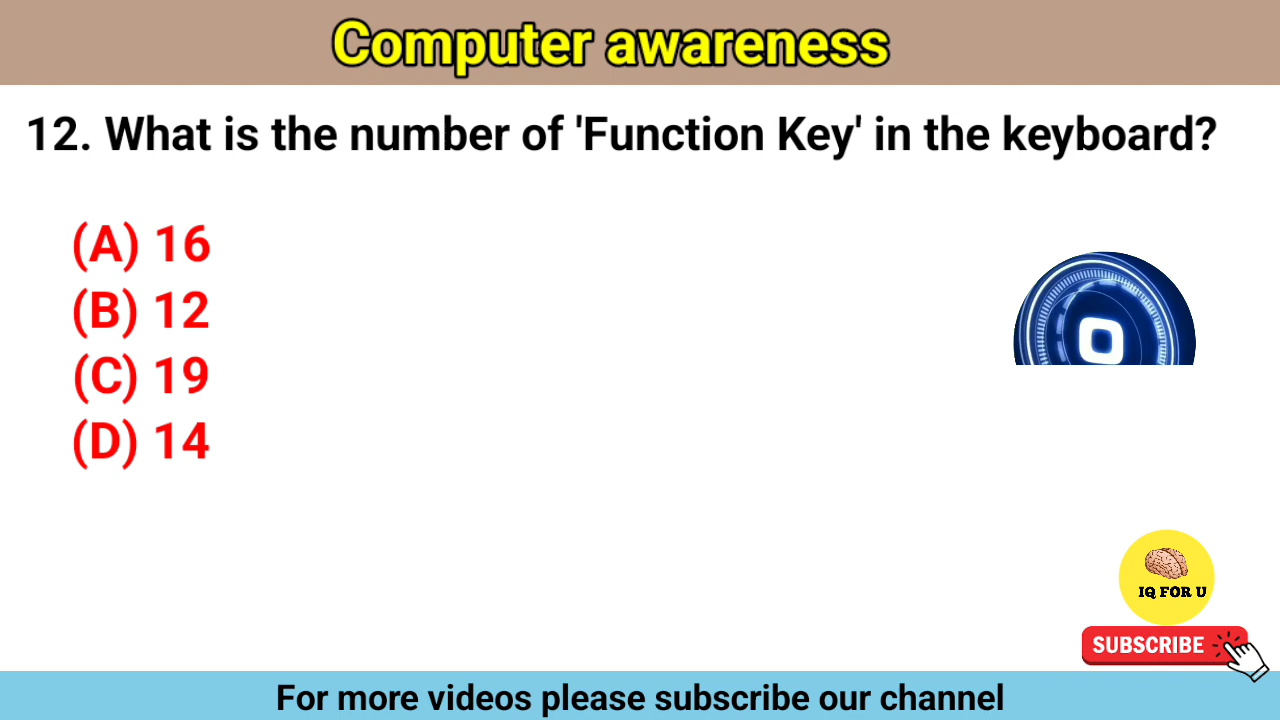 Computer awareness
12. What is the number of 'Function Key' in the keyboard?
(A) 16
(B) 12
(C) 19
(D) 14
0
IQ FOR U
SUBSCRIBE
For more videos please subscribe our channel